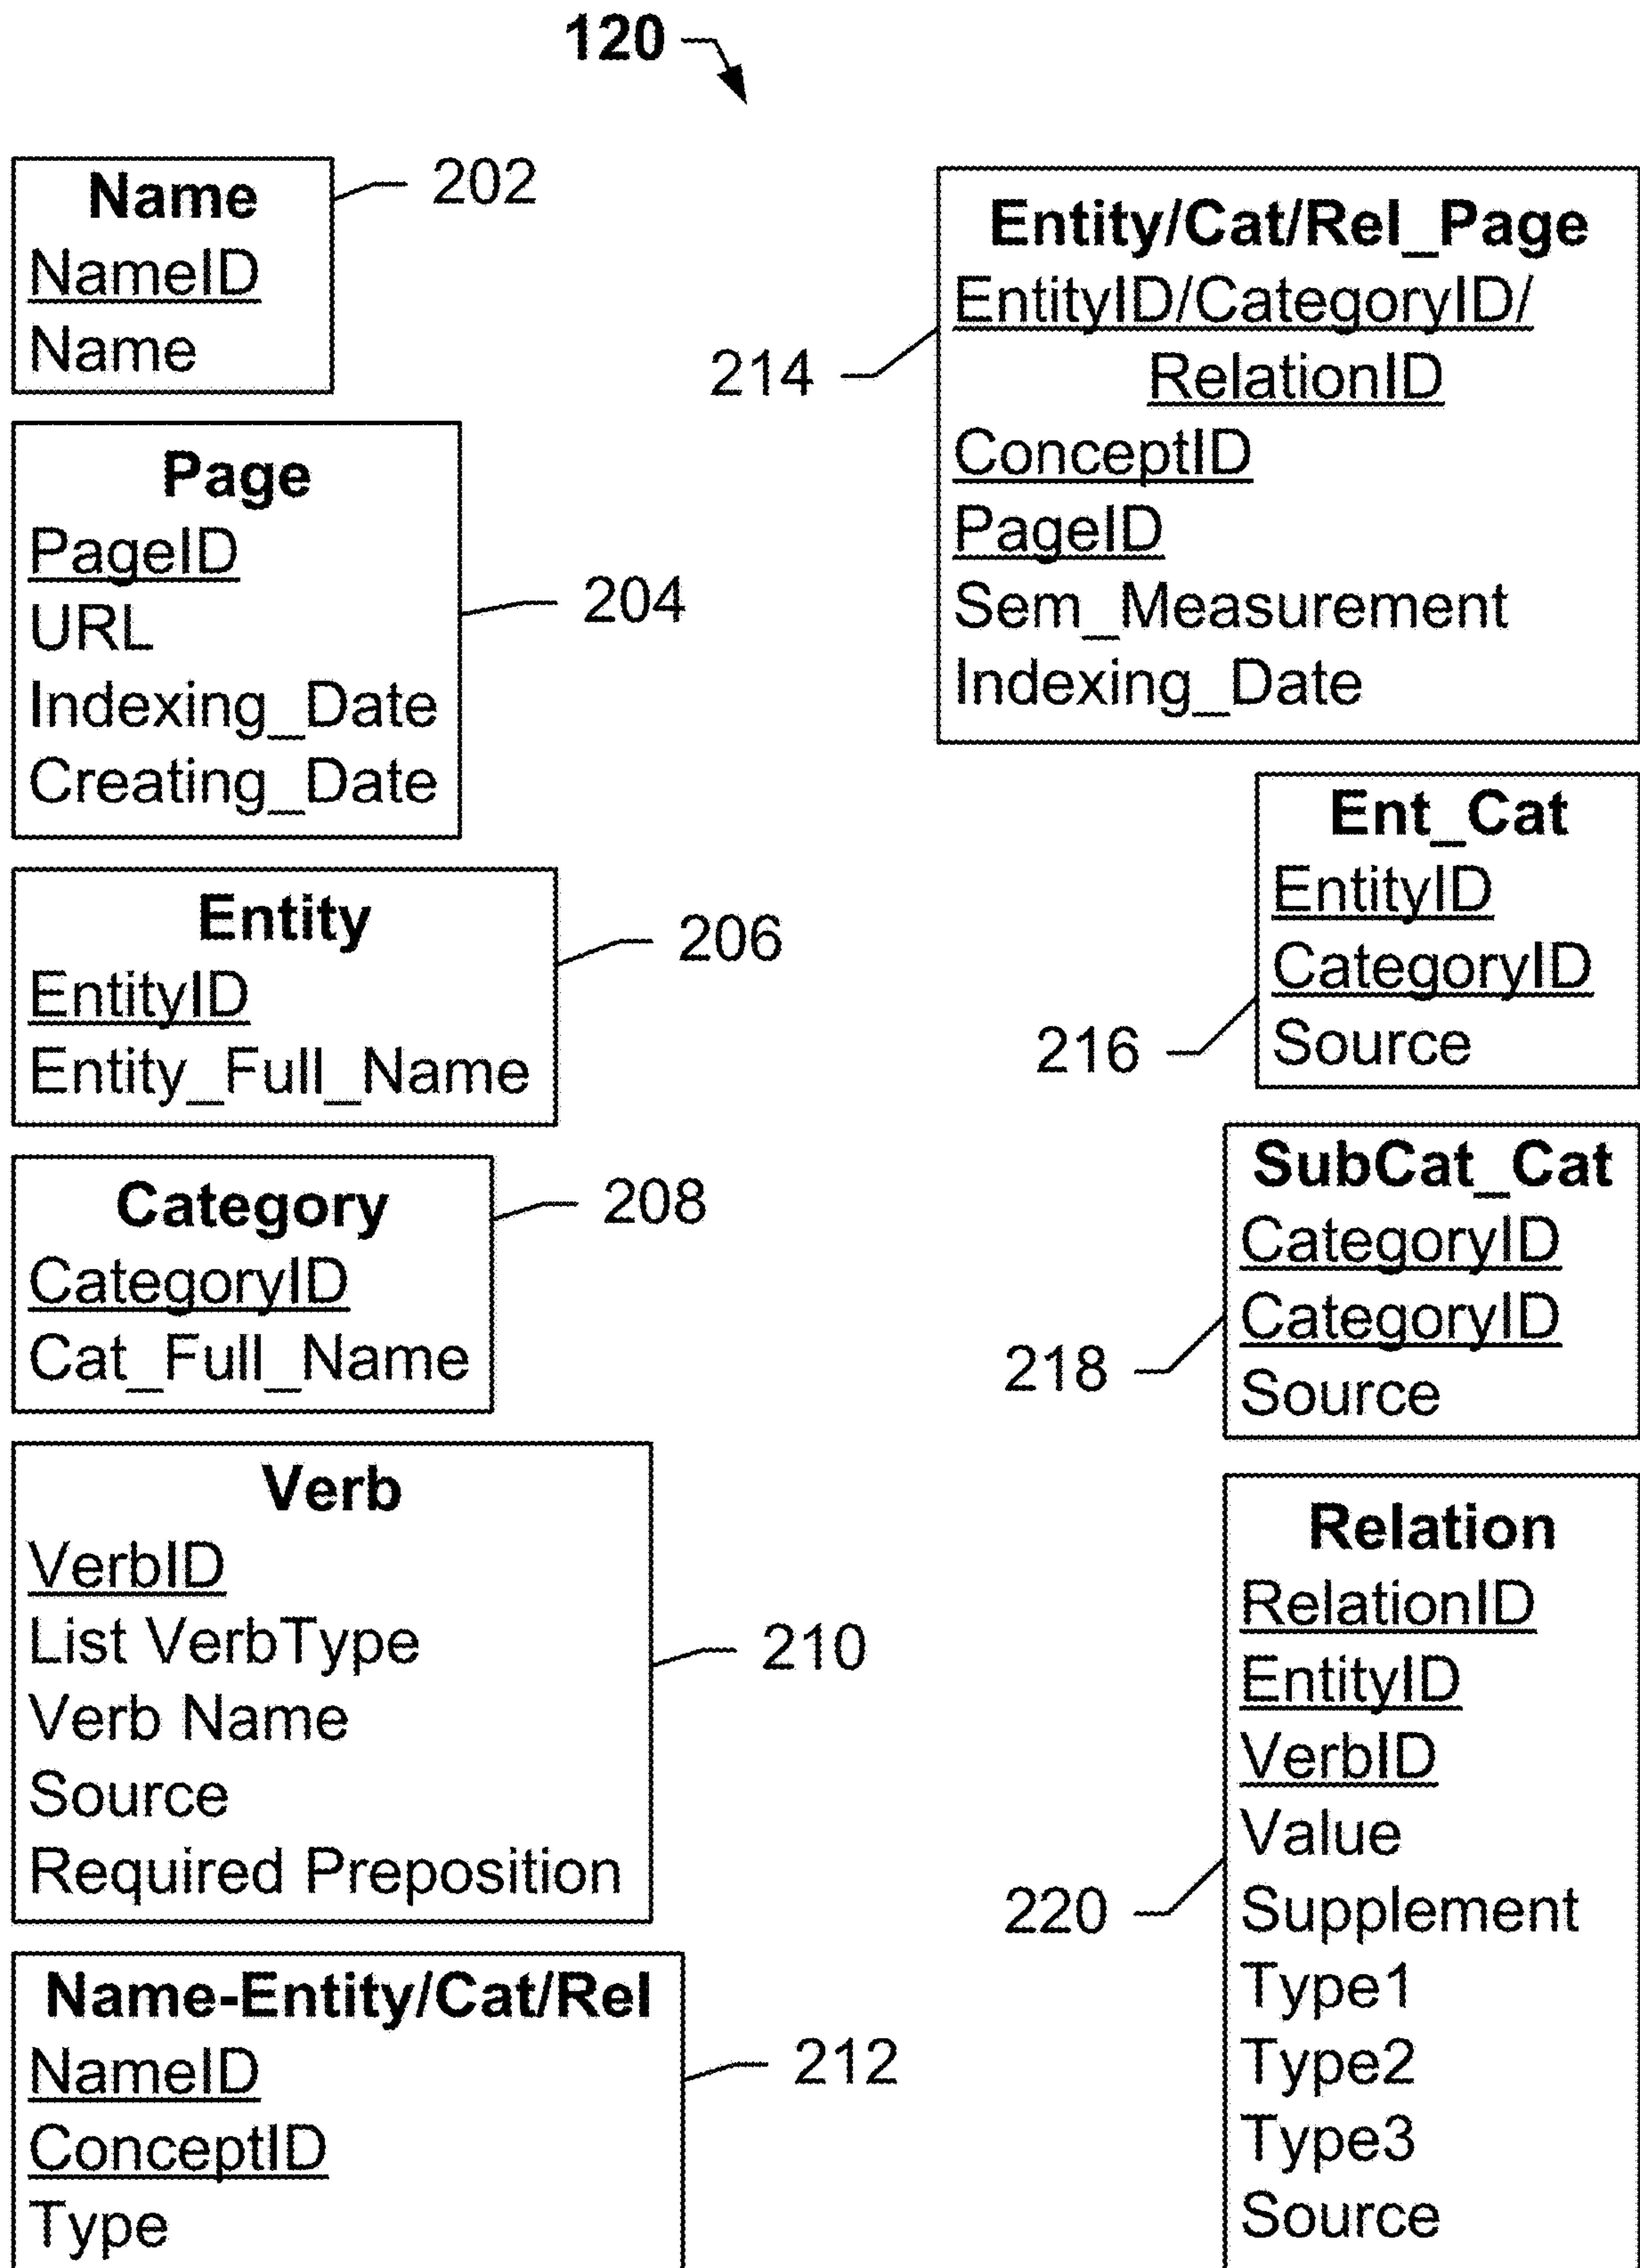 120
Name
NameID
Name
202
Page
PageID
URL
Indexing_Date
Creating_Date
204
Entity
EntityID
Entity_Full_Name
206
Category
CategoryID
Cat_Full_Name
208
Verb
VerbID
List VerbType
Verb Name
Source
Required Preposition
210
Name-Entity/Cat/Rel
NameID
ConceptID
Type
212
Entity/Cat/Rel_Page
EntityID/CategoryID/
RelationID
ConceptID
PageID
Sem_Measurement
Indexing_Date
214
Ent_Cat
EntityID
CategoryID
Source
216
SubCat_Cat
CategoryID
CategoryID
Source
218
Relation
RelationID
EntityID
VerbID
Value
Supplement
Type1
Type2
Type3
Source
220